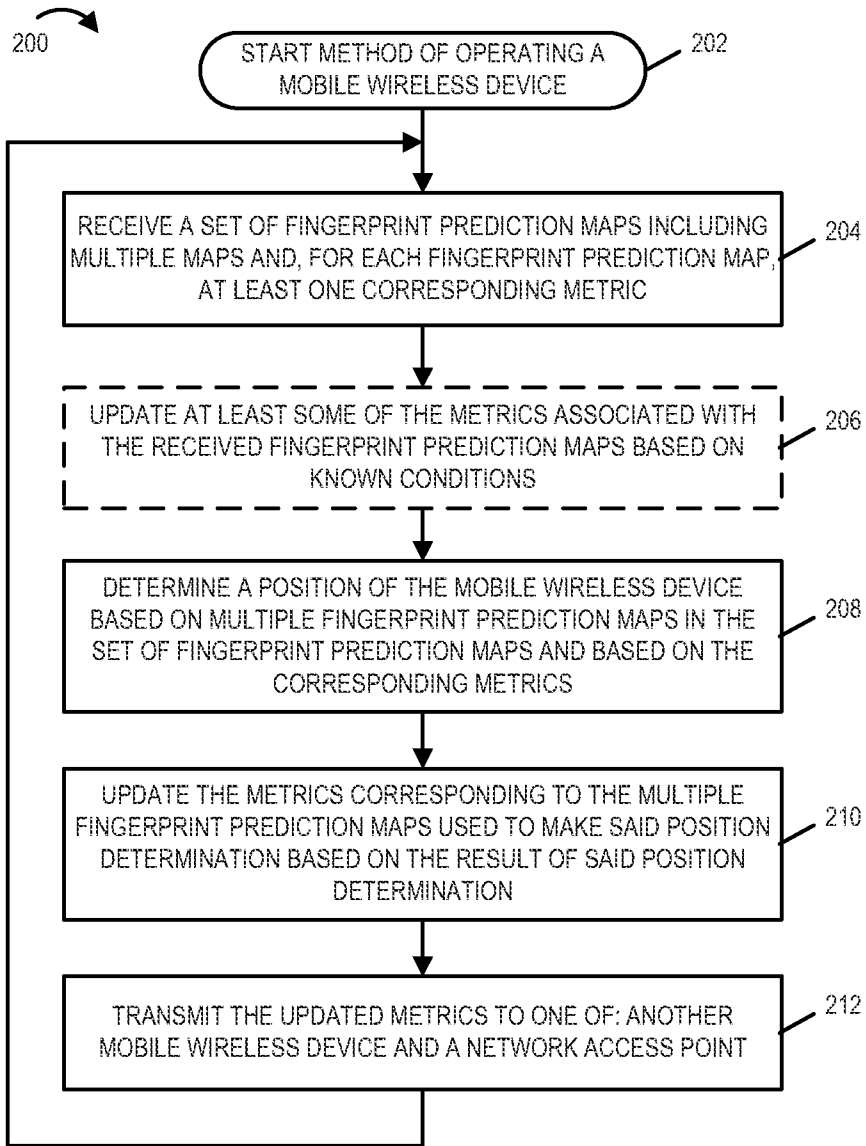 200
START METHOD OF OPERATING A
MOBILE WIRELESS DEVICE
202
RECEIVE A SET OF FINGERPRINT PREDICTION MAPS INCLUDING
MULTIPLE MAPS AND, FOR EACH FINGERPRINT PREDICTION MAP,
AT LEAST ONE CORRESPONDING METRIC
204
UPDATE AT LEAST SOME OF THE METRICS ASSOCIATED WITH
THE RECEIVED FINGERPRINT PREDICTION MAPS BASED ON
KNOWN CONDITIONS
206
DETERMINE A POSITION OF THE MOBILE WIRELESS DEVICE
BASED ON MULTIPLE FINGERPRINT PREDICTION MAPS IN THE
SET OF FINGERPRINT PREDICTION MAPS AND BASED ON THE
CORRESPONDING METRICS
208
UPDATE THE METRICS CORRESPONDING TO THE MULTIPLE
FINGERPRINT PREDICTION MAPS USED TO MAKE SAID POSITION
DETERMINATION BASED ON THE RESULT OF SAID POSITION
DETERMINATION
210
TRANSMIT THE UPDATED METRICS TO ONE OF: ANOTHER
MOBILE WIRELESS DEVICE AND A NETWORK ACCESS POINT
212